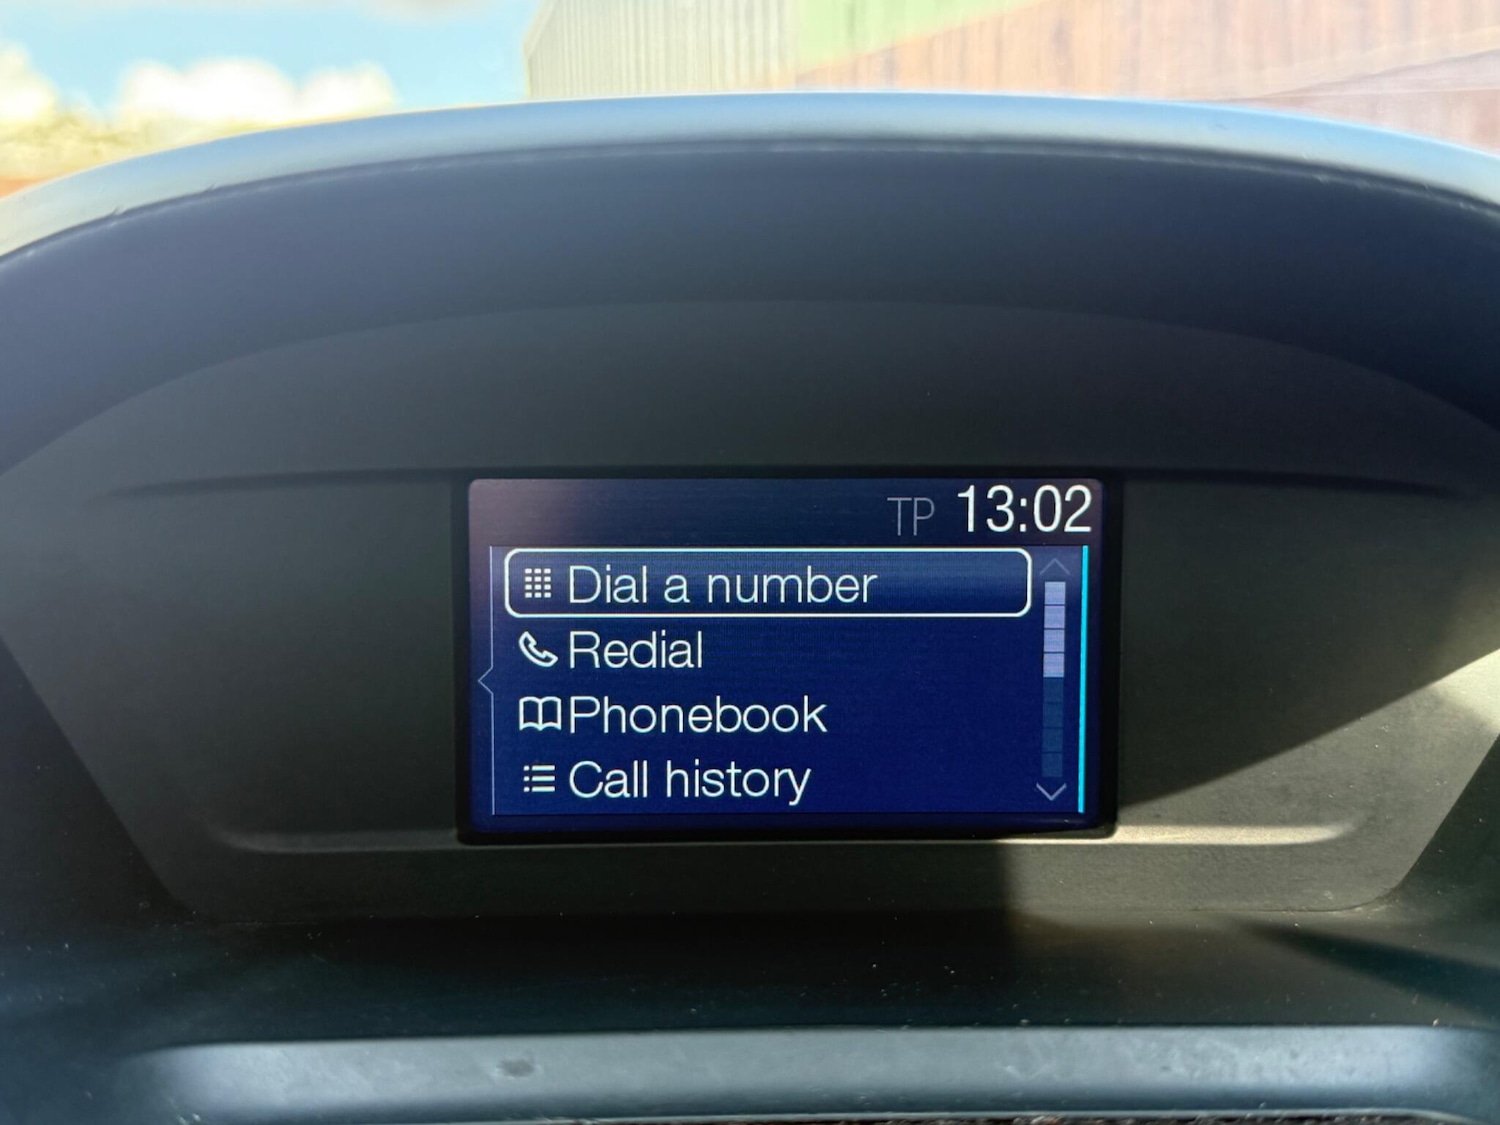 TP 13:02
Dial a number
Redial
Phonebook
Call history